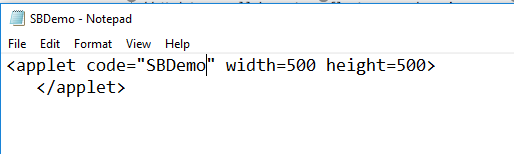 SBDemo - Notepad
File Edit Format View Help
<applet code="SBDemo" width=500 height=500>
</applet>